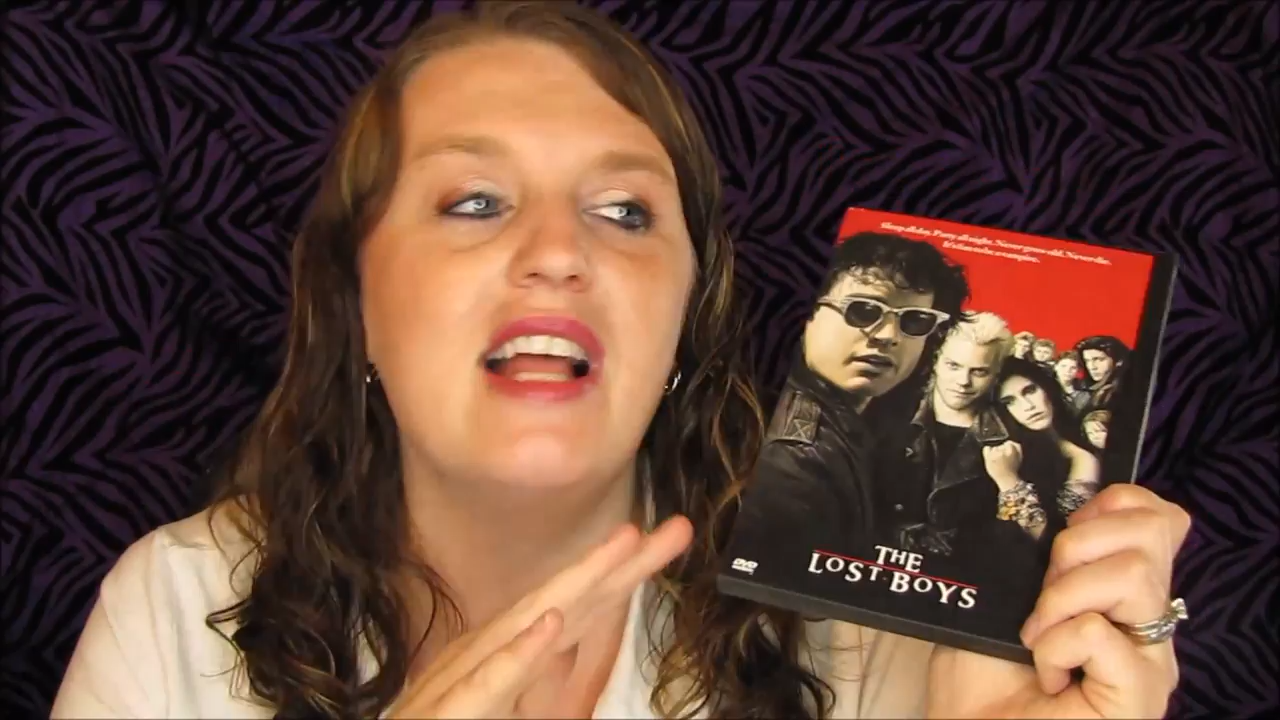 Sleep all day. Party all night. Never grow old. Never die.
It's fun to be a vampire.
THE
LOST BOYS
DVD